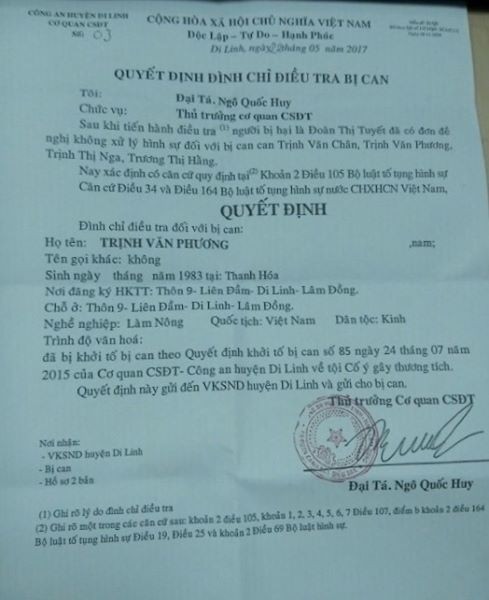 CÔNG AN HUYỆN DI LINH
CƠ QUAN CSĐT
Số: 03
CỘNG HÒA XÃ HỘI CHỦ NGHĨA VIỆT NAM
Độc Lập – Tự Do – Hạnh Phúc
Di Linh, ngày tháng 05 năm 2017
QUYẾT ĐỊNH ĐÌNH CHỈ ĐIỀU TRA BỊ CAN
Tôi: Đại Tá. Ngô Quốc Huy
Chức vụ: Thủ trưởng cơ quan CSĐT
Sau khi tiến hành điều tra (1) người bị hại là Đoàn Thị Tuyết đã có đơn đề
nghị không xử lý hình sự đối với bị can can Trịnh Văn Chân, Trịnh Văn Phương,
Trịnh Thị Nga, Trương Thị Hằng.
Nay xác định có căn cứ quy định tại(2) Khoản 2 Điều 105 Bộ luật tố tụng hình sự
Căn cứ Điều 34 và Điều 164 Bộ luật tố tụng hình sự nước CHXHCN Việt Nam,
QUYẾT ĐỊNH
Đình chỉ điều tra đối với bị can:
Họ tên: TRỊNH VĂN PHƯƠNG ,nam;
Tên gọi khác: không
Sinh ngày tháng năm 1983 tại: Thanh Hóa
Nơi đăng ký HKTT: Thôn 9- Liên Đầm- Di Linh- Lâm Đồng.
Chỗ ở: Thôn 9- Liên Đầm- Di Linh- Lâm Đồng.
Nghề nghiệp: Làm Nông Quốc tịch: Việt Nam Dân tộc: Kinh
Trình độ văn hoá:
đã bị khởi tố bị can theo Quyết định khởi tố bị can số 85 ngày 24 tháng 07 năm
2015 của Cơ quan CSĐT- Công an huyện Di Linh về tội Cố ý gây thương tích.
Quyết định này gửi đến VKSND huyện Di Linh và gửi cho bị can.
Thủ trưởng Cơ quan CSĐT
Nơi nhận:
- VKSND huyện Di Linh
- Bị can
- Hồ sơ 2 bản
Đại Tá. Ngô Quốc Huy
(1) Ghi rõ lý do đình chỉ điều tra
(2) Ghi rõ một trong các căn cứ sau: khoản 2 điều 105, khoản 1, 2, 3, 4, 5, 6, 7 Điều 107, điểm b khoản 2 điều 164
Bộ luật tố tụng hình sự Điều 19, Điều 25 và khoản 2 Điều 69 Bộ luật hình sự.